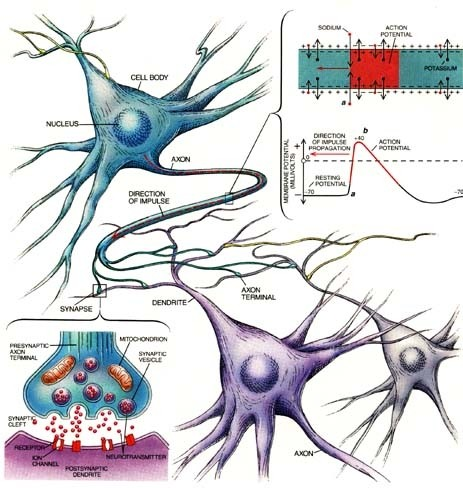 CELL BODY
NUCLEUS
AXON
DIRECTION
OF IMPULSE
SODIUM
ACTION
POTENTIAL
POTASSIUM
a
MEMBRANE POTENTIAL
(MILLIVOLTS)
+
0
−
DIRECTION
OF IMPULSE
PROPAGATION
b
+40
ACTION
POTENTIAL
RESTING
POTENTIAL
-70
a
-70
SYNAPSE
DENDRITE
AXON
TERMINAL
PRESYNAPTIC
AXON
TERMINAL
MITOCHONDRION
SYNAPTIC
VESICLE
SYNAPTIC
CLEFT
RECEPTOR
ION
CHANNEL
NEUROTRANSMITTER
POSTSYNAPTIC
DENDRITE
AXON